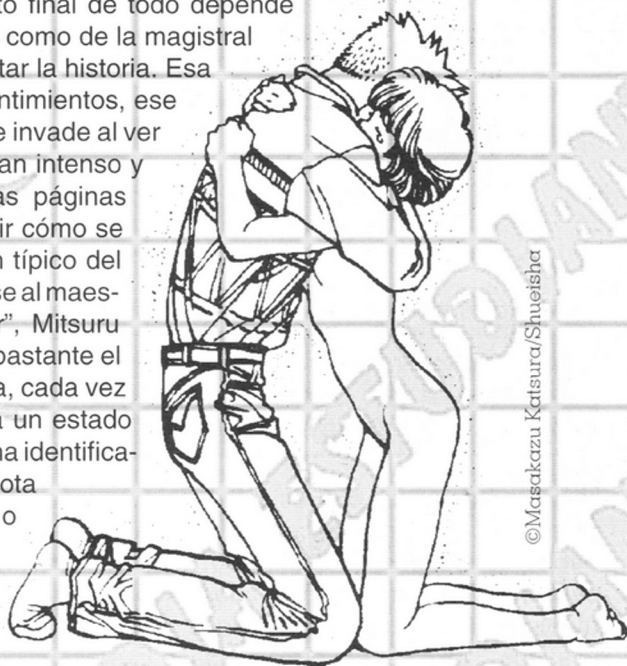 to final de todo depende
como de la magistral
tar la historia. Esa
ntimientos, ese
e invade al ver
an intenso y
as páginas
ir cómo se
n típico del
se al maes-
r”, Mitsuru
bastante el
a, cada vez
a un estado
na identifica-
ota
o
©Masakazu Katsura/Shueisha
ESTUDIAN